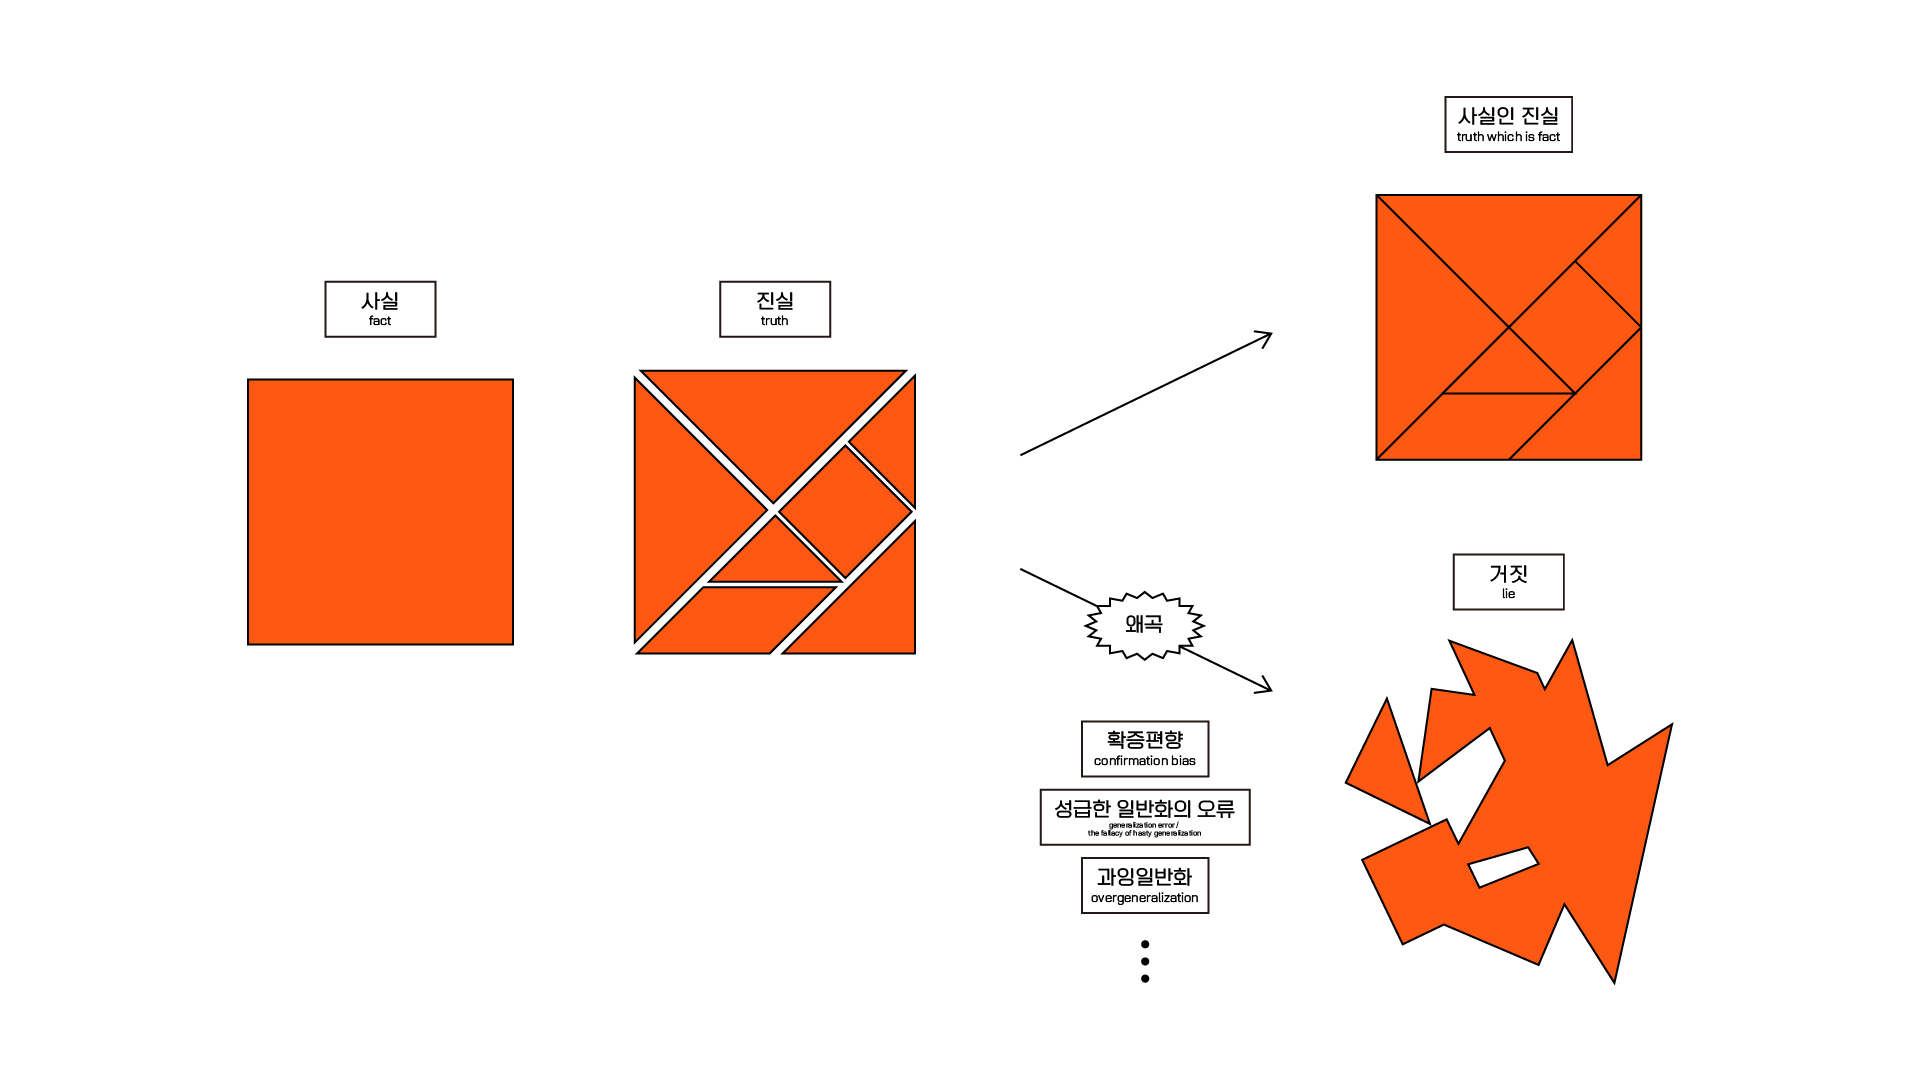 사실
fact
진실
truth
사실인 진실
truth which is fact
왜곡
확증편향
confirmation bias
성급한 일반화의 오류
generalization error /
the fallacy of hasty generalization
과잉일반화
overgeneralization
거짓
lie